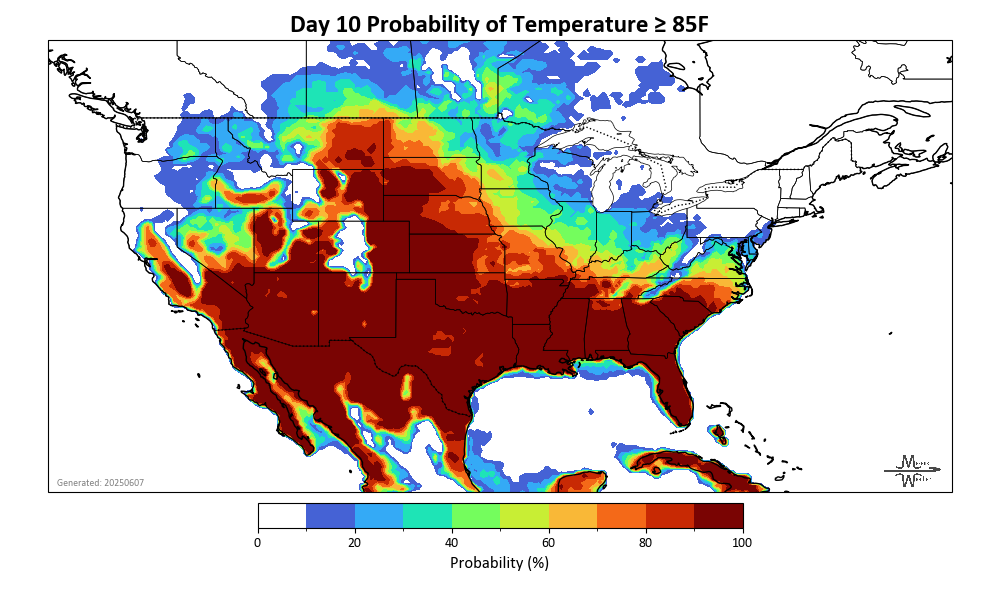 Day 10 Probability of Temperature ≥ 85F
Generated: 20250607
0 20 40 60 80 100
Probability (%)